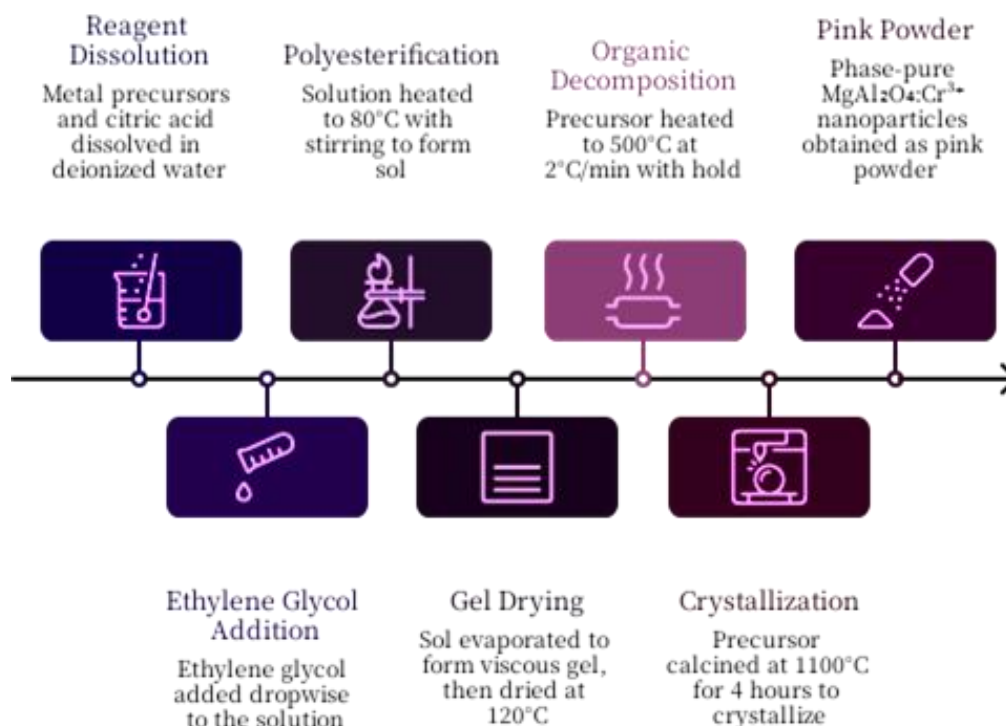 Reagent
Dissolution
Metal precursors
and citric acid
dissolved in
deionized water
Ethylene Glycol
Addition
Ethylene glycol
added dropwise
to the solution
Polyesterification
Solution heated
to 80°C with
stirring to form
sol
Gel Drying
Sol evaporated to
form viscous gel,
then dried at
120°C
Organic
Decomposition
Precursor heated
to 500°C at
2°C/min with hold
Crystallization
Precursor
calcined at 1100°C
for 4 hours to
crystallize
Pink Powder
Phase-pure
MgAl₂O₄:Cr³⁺
nanoparticles
obtained as pink
powder